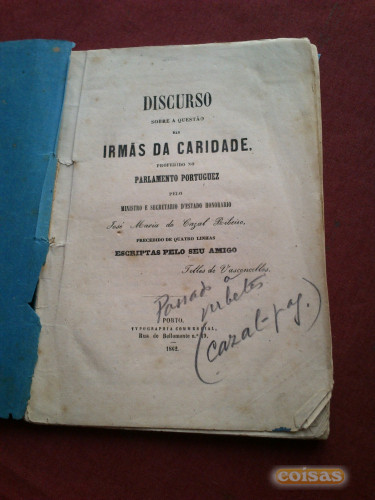 DISCURSO
SOBRE A QUESTÃO
DAS
IRMÃS DA CARIDADE,
PROFERIDO NO
PARLAMENTO PORTUGUEZ
PELO
MINISTRO E SECRETARIO D'ESTADO HONORARIO
José Maria do Cazal Ribeiro,
PRECEDIDO DE QUATRO LINHAS
ESCRIPTAS PELO SEU AMIGO
Telles de Vasconcellos.
Passado à
verbetes
(cazal-pag.)
PORTO,
TYPOGRAPHIA COMMERCIAL,
Rua de Bellomonte n.º 19.
1862.
coisas